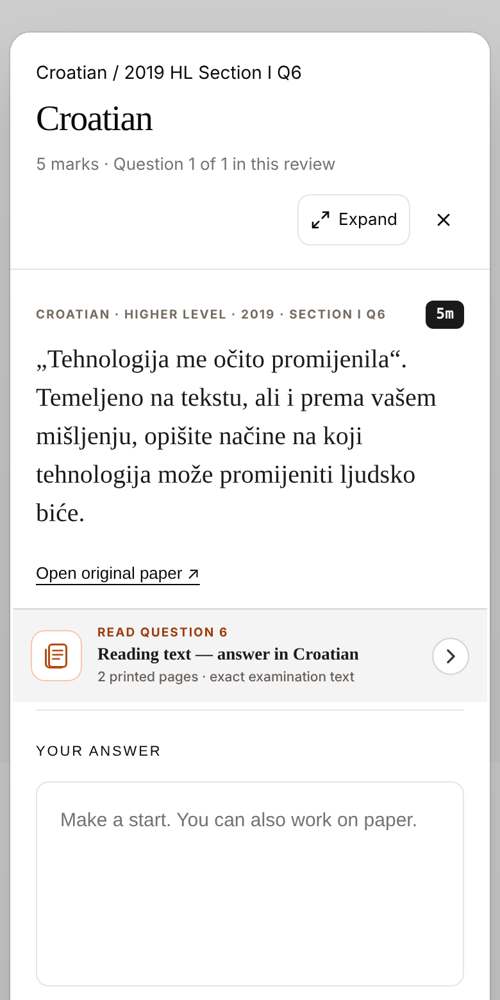 Croatian / 2019 HL Section I Q6
Croatian
5 marks · Question 1 of 1 in this review
Expand
CROATIAN · HIGHER LEVEL · 2019 · SECTION I Q6
5m
„Tehnologija me očito promijenila“.
Temeljeno na tekstu, ali i prema vašem
mišljenju, opišite načine na koji
tehnologija može promijeniti ljudsko
biće.
Open original paper ↗
READ QUESTION 6
Reading text — answer in Croatian
2 printed pages · exact examination text
YOUR ANSWER
Make a start. You can also work on paper.